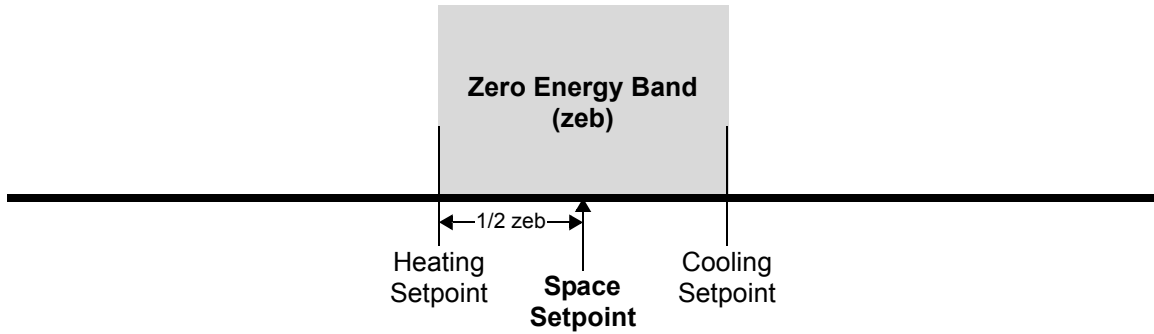 Zero Energy Band
(zeb)
1/2 zeb
Heating
Setpoint
Space
Setpoint
Cooling
Setpoint